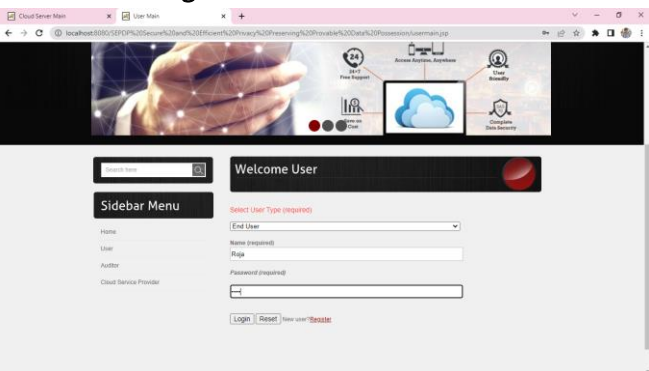 Cloud Server Main
User Main
localhost:8080/SEPDP%20Secure%20and%20Efficient%20Privacy%20Preserving%20Provable%20Data%20Possession/usermain.jsp
24
24/7
Free Support
Access Anytime, Anywhere
User
friendly
Save on
Cost
Complete
Data Security
Search here
Welcome User
Sidebar Menu
Home
User
Auditor
Cloud Service Provider
Select User Type (required)
End User
Name (required)
Roja
Password (required)
Login Reset New user?Register